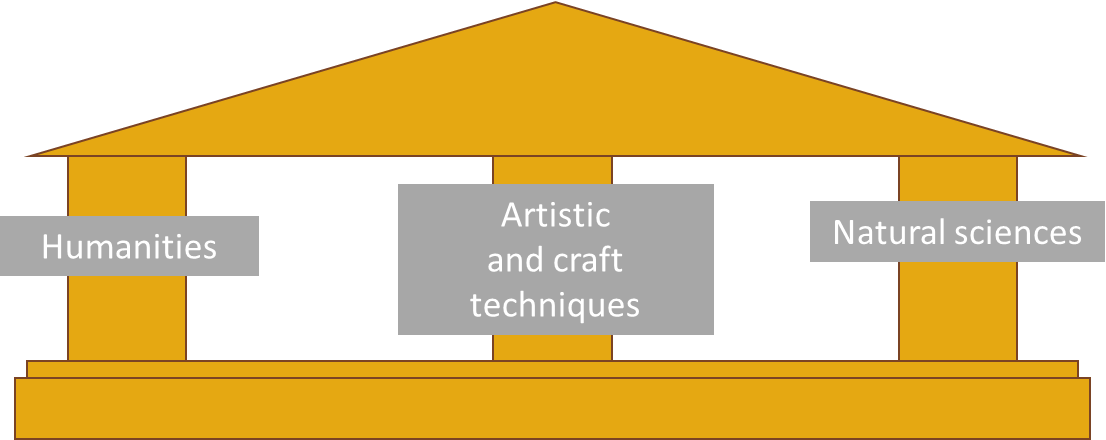 Humanities
Artistic
and craft
techniques
Natural sciences